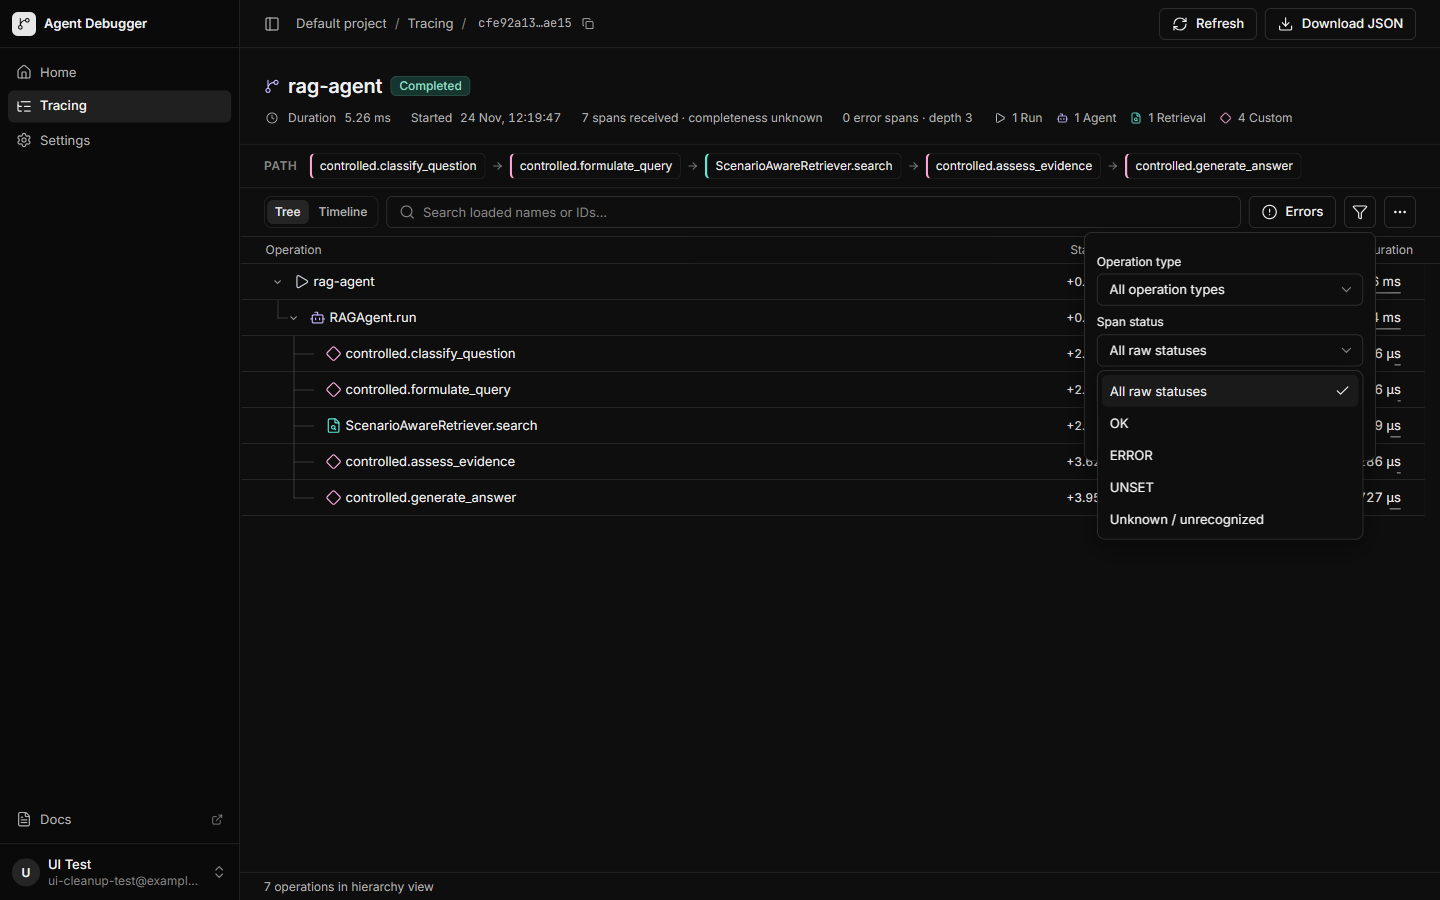 Agent Debugger
Default project / Tracing / cfe92a13…ae15
Refresh
Download JSON
Home
Tracing
Settings
rag-agent Completed
Duration 5.26 ms Started 24 Nov, 12:19:47 7 spans received · completeness unknown 0 error spans · depth 3 1 Run 1 Agent 1 Retrieval 4 Custom
PATH controlled.classify_question → controlled.formulate_query → ScenarioAwareRetriever.search → controlled.assess_evidence → controlled.generate_answer
Tree Timeline Search loaded names or IDs... Errors
Operation
rag-agent
RAGAgent.run
controlled.classify_question
controlled.formulate_query
ScenarioAwareRetriever.search
controlled.assess_evidence
controlled.generate_answer
Operation type
All operation types
Span status
All raw statuses
All raw statuses
OK
ERROR
UNSET
Unknown / unrecognized
Docs
U
UI Test
ui-cleanup-test@exampl...
7 operations in hierarchy view